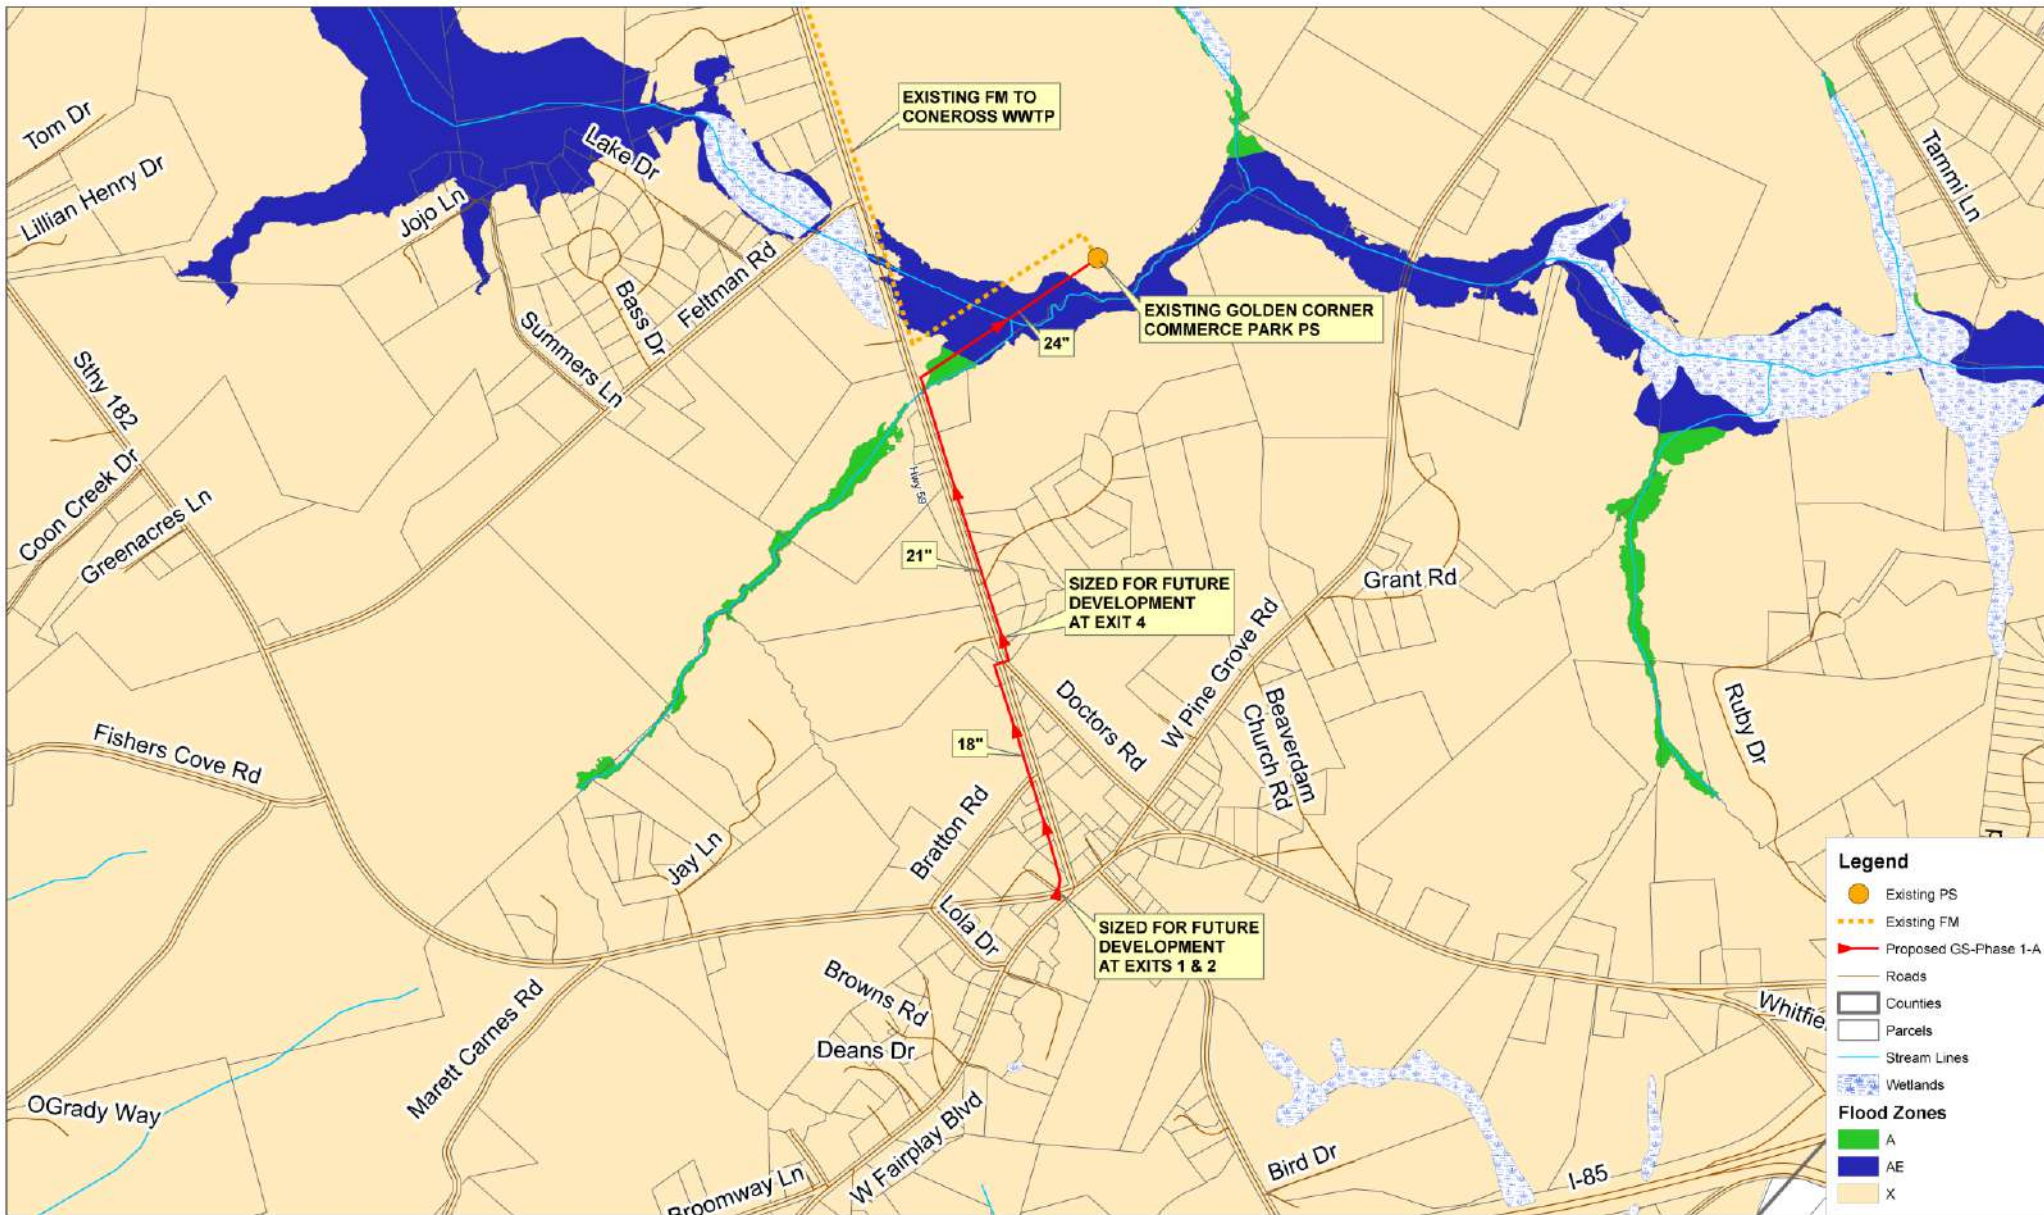 EXISTING FM TO
CONEROSS WWTP
Tom Dr
Lillian Henry Dr
Lake Dr
Jojo Ln
Tammi Ln
Feltman Rd
Bass Dr
Summers Ln
EXISTING GOLDEN CORNER
COMMERCE PARK PS
24"
Sthy 182
Coon Creek Dr
Greenacres Ln
Hwy 59
21"
SIZED FOR FUTURE
DEVELOPMENT
AT EXIT 4
Grant Rd
W Pine Grove Rd
Beaverdam
Church Rd
Doctors Rd
Ruby Dr
18"
Fishers Cove Rd
Bratton Rd
Jay Ln
Lola Dr
SIZED FOR FUTURE
DEVELOPMENT
AT EXITS 1 & 2
Browns Rd
Deans Dr
Marett Carnes Rd
OGrady Way
W Fairplay Blvd
Broomway Ln
Bird Dr
I-85
Whitfie
Legend
Existing PS
Existing FM
Proposed GS-Phase 1-A
Roads
Counties
Parcels
Stream Lines
Wetlands
Flood Zones
A
AE
X